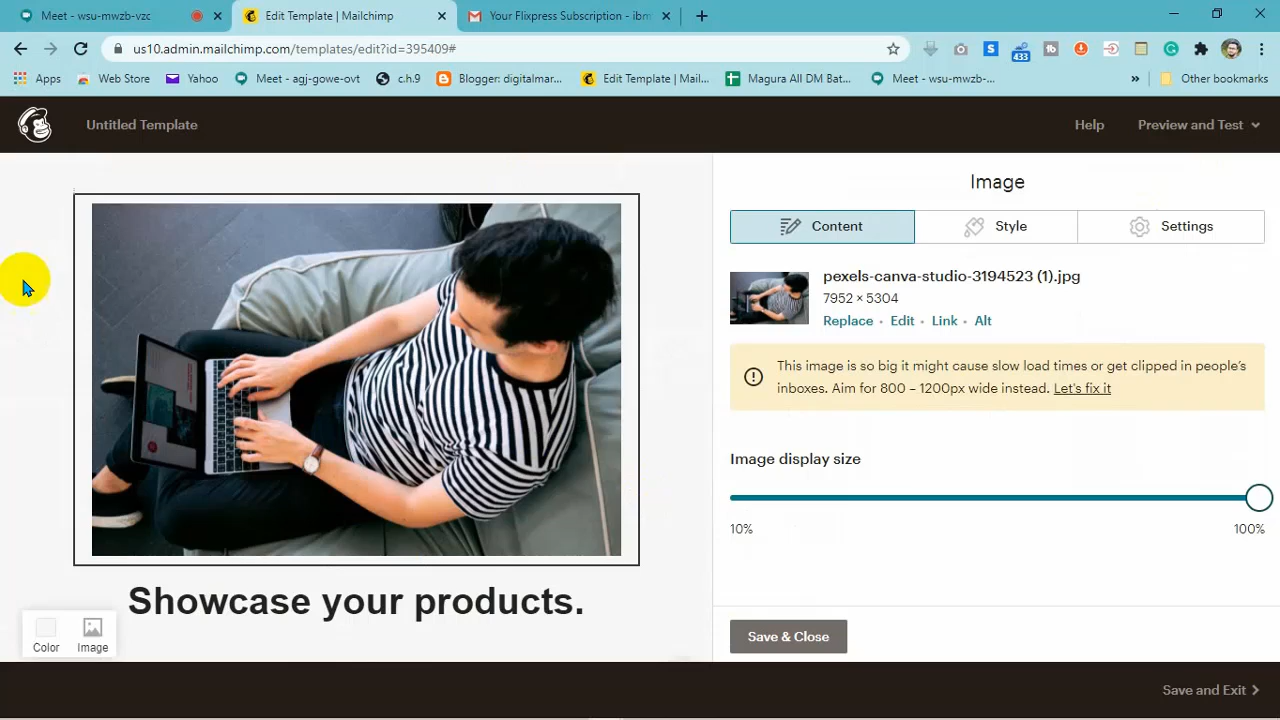 Meet - wsu-mwzb-vzc
Edit Template | Mailchimp
Your Flixpress Subscription - ibm
us10.admin.mailchimp.com/templates/edit?id=395409#
433
Apps
Web Store
Yahoo
Meet - agj-gowe-ovt
c.h.9
Blogger: digitalmar...
Edit Template | Mail...
Magura All DM Bat...
Meet - wsu-mwzb-...
»
Other bookmarks
Untitled Template
Help
Preview and Test
Image
Content
Style
Settings
pexels-canva-studio-3194523 (1).jpg
7952 × 5304
Replace • Edit • Link • Alt
This image is so big it might cause slow load times or get clipped in people's
inboxes. Aim for 800 – 1200px wide instead. Let's fix it
Image display size
10%
100%
Showcase your products.
Color
Image
Save & Close
Save and Exit